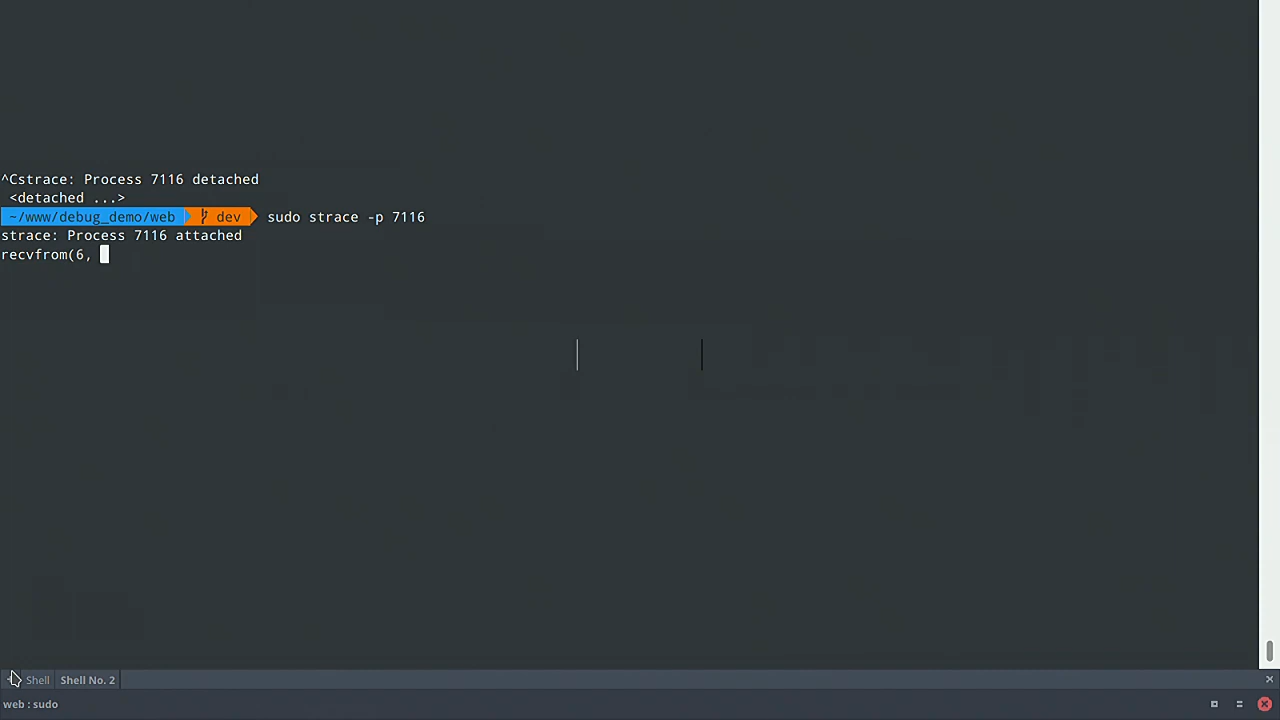 ^Cstrace: Process 7116 detached
<detached ...>
~/www/debug_demo/web dev sudo strace -p 7116
strace: Process 7116 attached
recvfrom(6,
Shell Shell No. 2
web : sudo